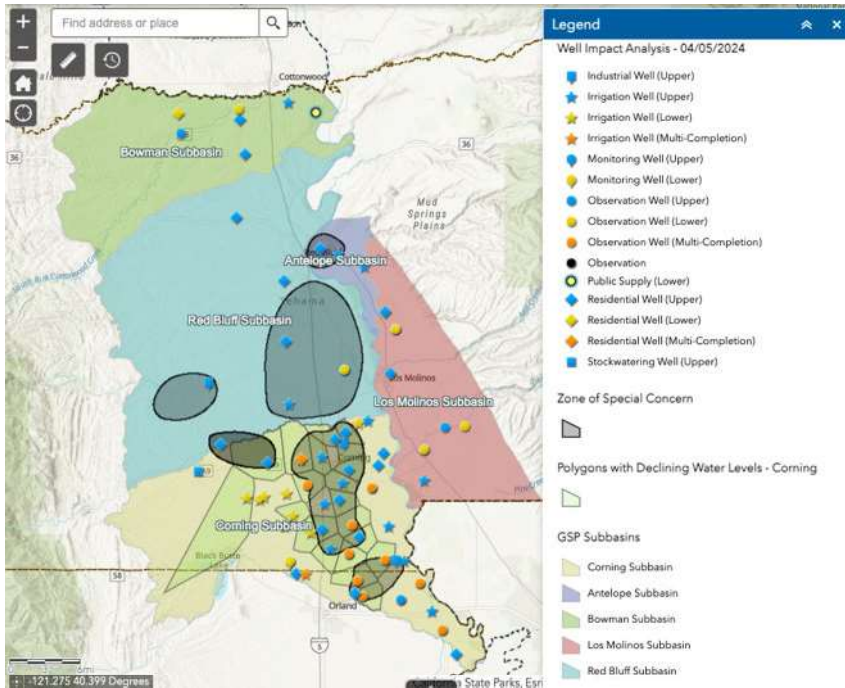 Find address or place
Cottonwood
36
Bowman Subbasin
36
Mud
Springs
Plains
Antelope Subbasin
Tehama
Red Bluff Subbasin
Los Molinos
Los Molinos Subbasin
Corning
Corning Subbasin
Black Butte
Lake
58
Orland
5
-121.275 40.399 Degrees
California State Parks, Esri
Legend
Well Impact Analysis - 04/05/2024
Industrial Well (Upper)
Irrigation Well (Upper)
Irrigation Well (Lower)
Irrigation Well (Multi-Completion)
Monitoring Well (Upper)
Monitoring Well (Lower)
Observation Well (Upper)
Observation Well (Lower)
Observation Well (Multi-Completion)
Observation
Public Supply (Lower)
Residential Well (Upper)
Residential Well (Lower)
Residential Well (Multi-Completion)
Stockwatering Well (Upper)
Zone of Special Concern
Polygons with Declining Water Levels - Corning
GSP Subbasins
Corning Subbasin
Antelope Subbasin
Bowman Subbasin
Los Molinos Subbasin
Red Bluff Subbasin